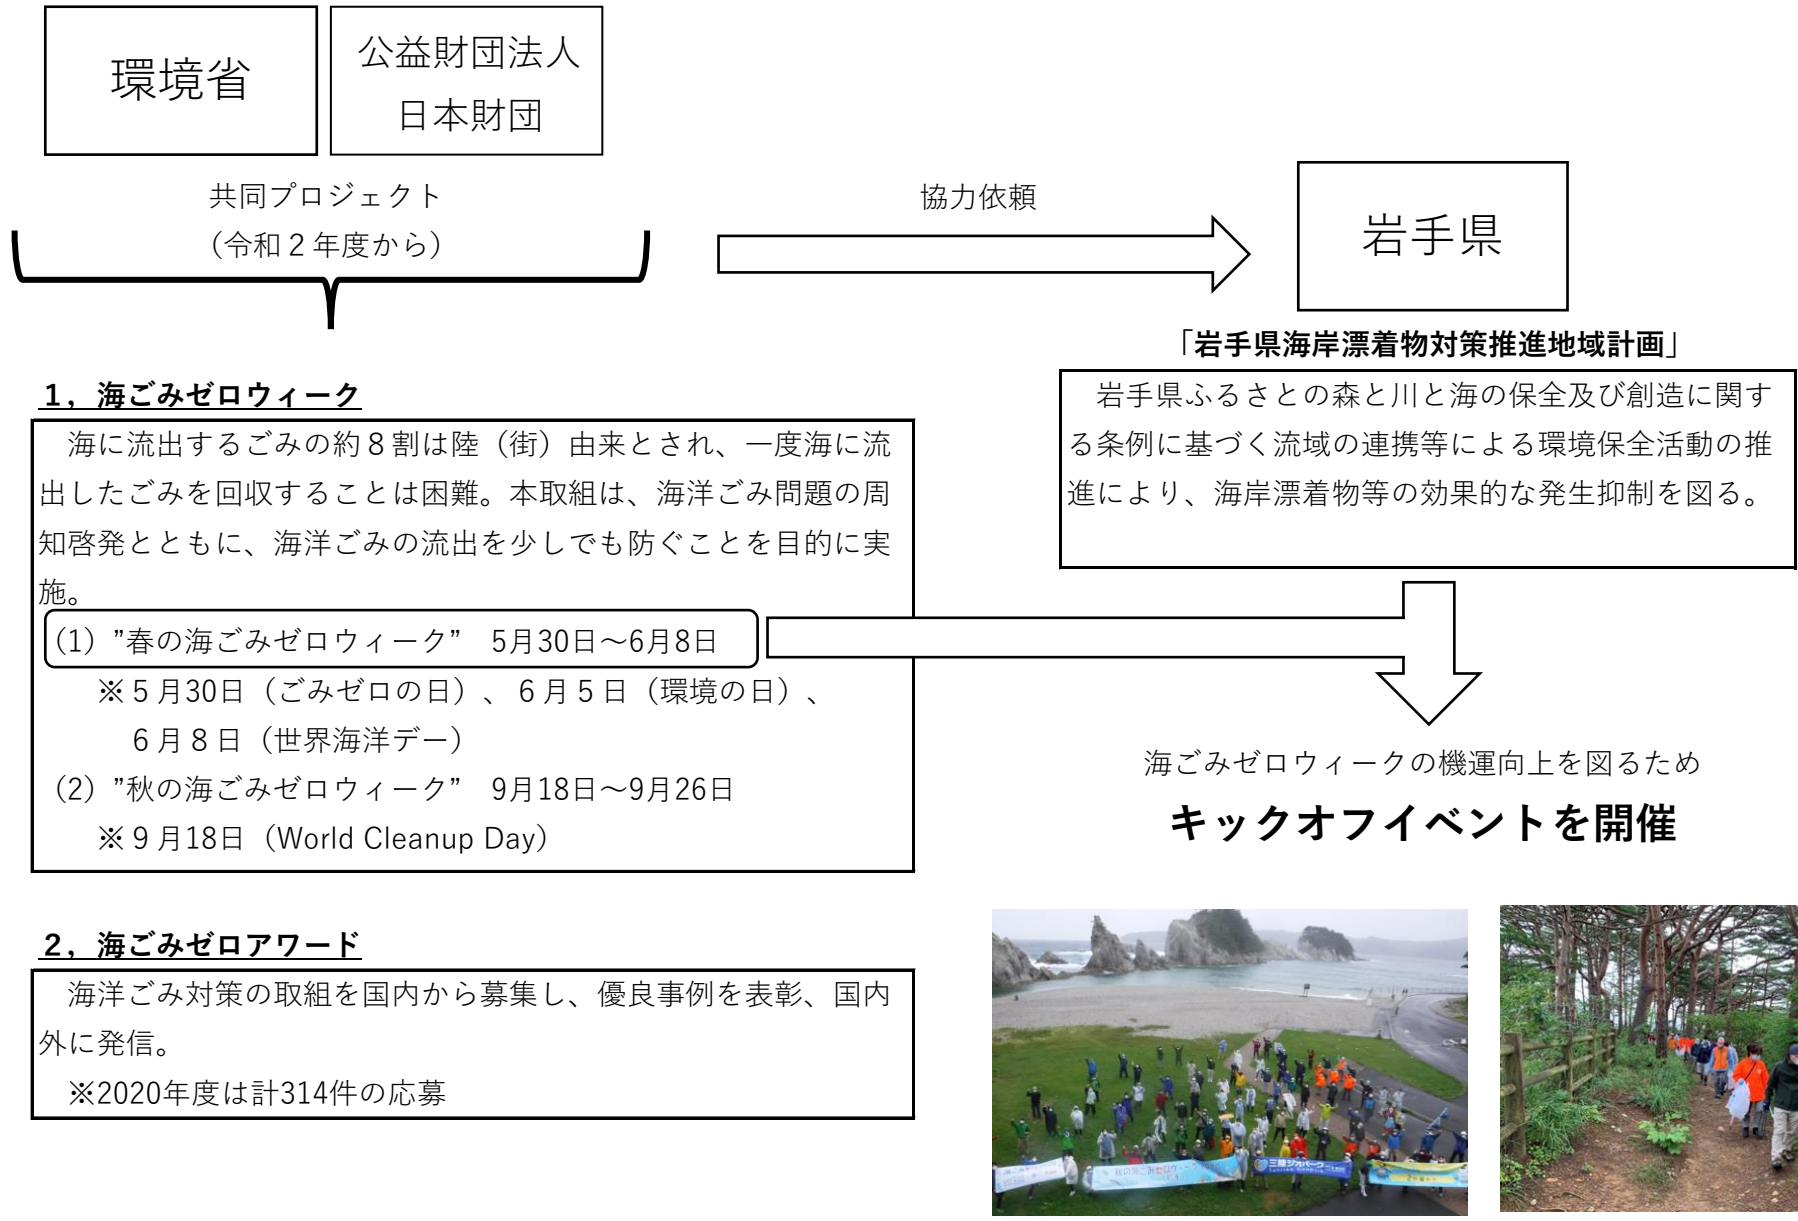 環境省
公益財団法人
日本財団
共同プロジェクト
（令和２年度から）
協力依頼
岩手県
「岩手県海岸漂着物対策推進地域計画」
岩手県ふるさとの森と川と海の保全及び創造に関す
る条例に基づく流域の連携等による環境保全活動の推
進により、海岸漂着物等の効果的な発生抑制を図る。
１，海ごみゼロウィーク
海に流出するごみの約８割は陸（街）由来とされ、一度海に流
出したごみを回収することは困難。本取組は、海洋ごみ問題の周
知啓発とともに、海洋ごみの流出を少しでも防ぐことを目的に実
施。
(1）”春の海ごみゼロウィーク”　5月30日～6月8日
※５月30日（ごみゼロの日）、６月５日（環境の日）、
６月８日（世界海洋デー）
(2）”秋の海ごみゼロウィーク”　9月18日～9月26日
※９月18日（World Cleanup Day）
海ごみゼロウィークの機運向上を図るため
キックオフイベントを開催
２，海ごみゼロアワード
海洋ごみ対策の取組を国内から募集し、優良事例を表彰、国内
外に発信。
※2020年度は計314件の応募
秋の海ごみゼロウィーク
三陸ジオパーク